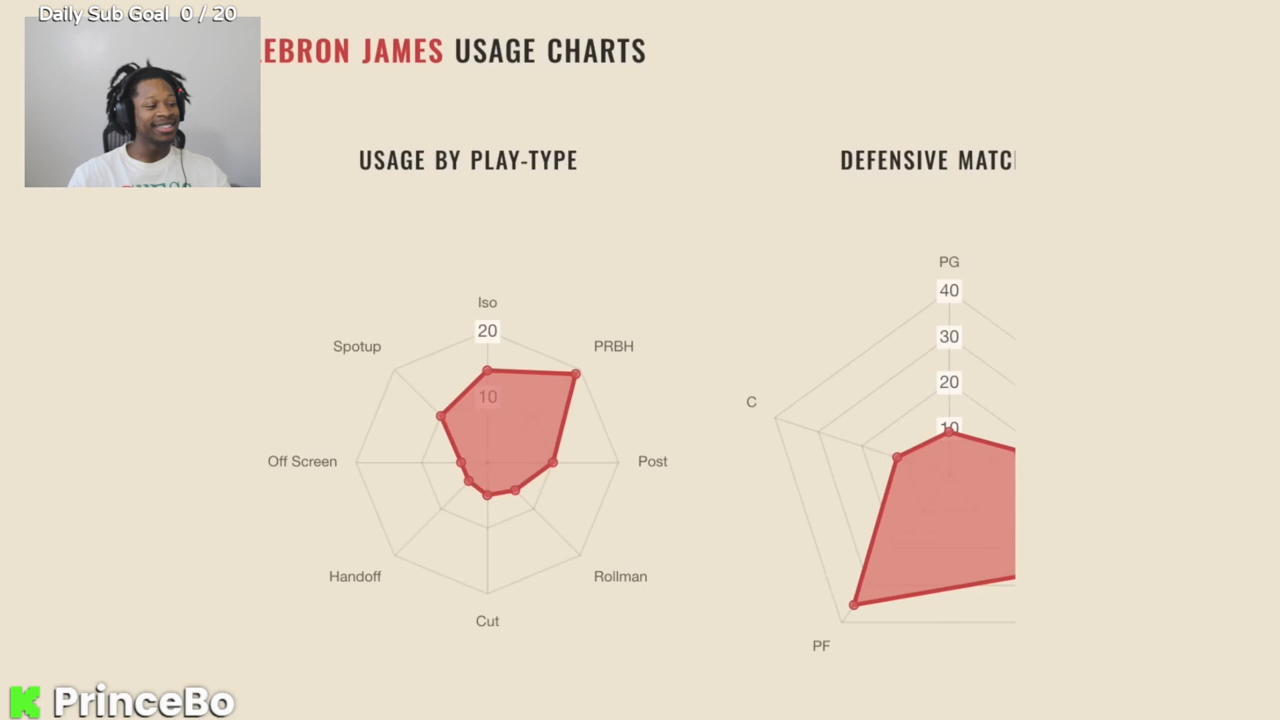 Daily Sub Goal 0 / 20
EBRON JAMES USAGE CHARTS
USAGE BY PLAY-TYPE
DEFENSIVE MATC
Iso
20
10
Spotup
PRBH
Off Screen
Post
Handoff
Rollman
Cut
PG
40
30
20
10
C
PF
K PrinceBo